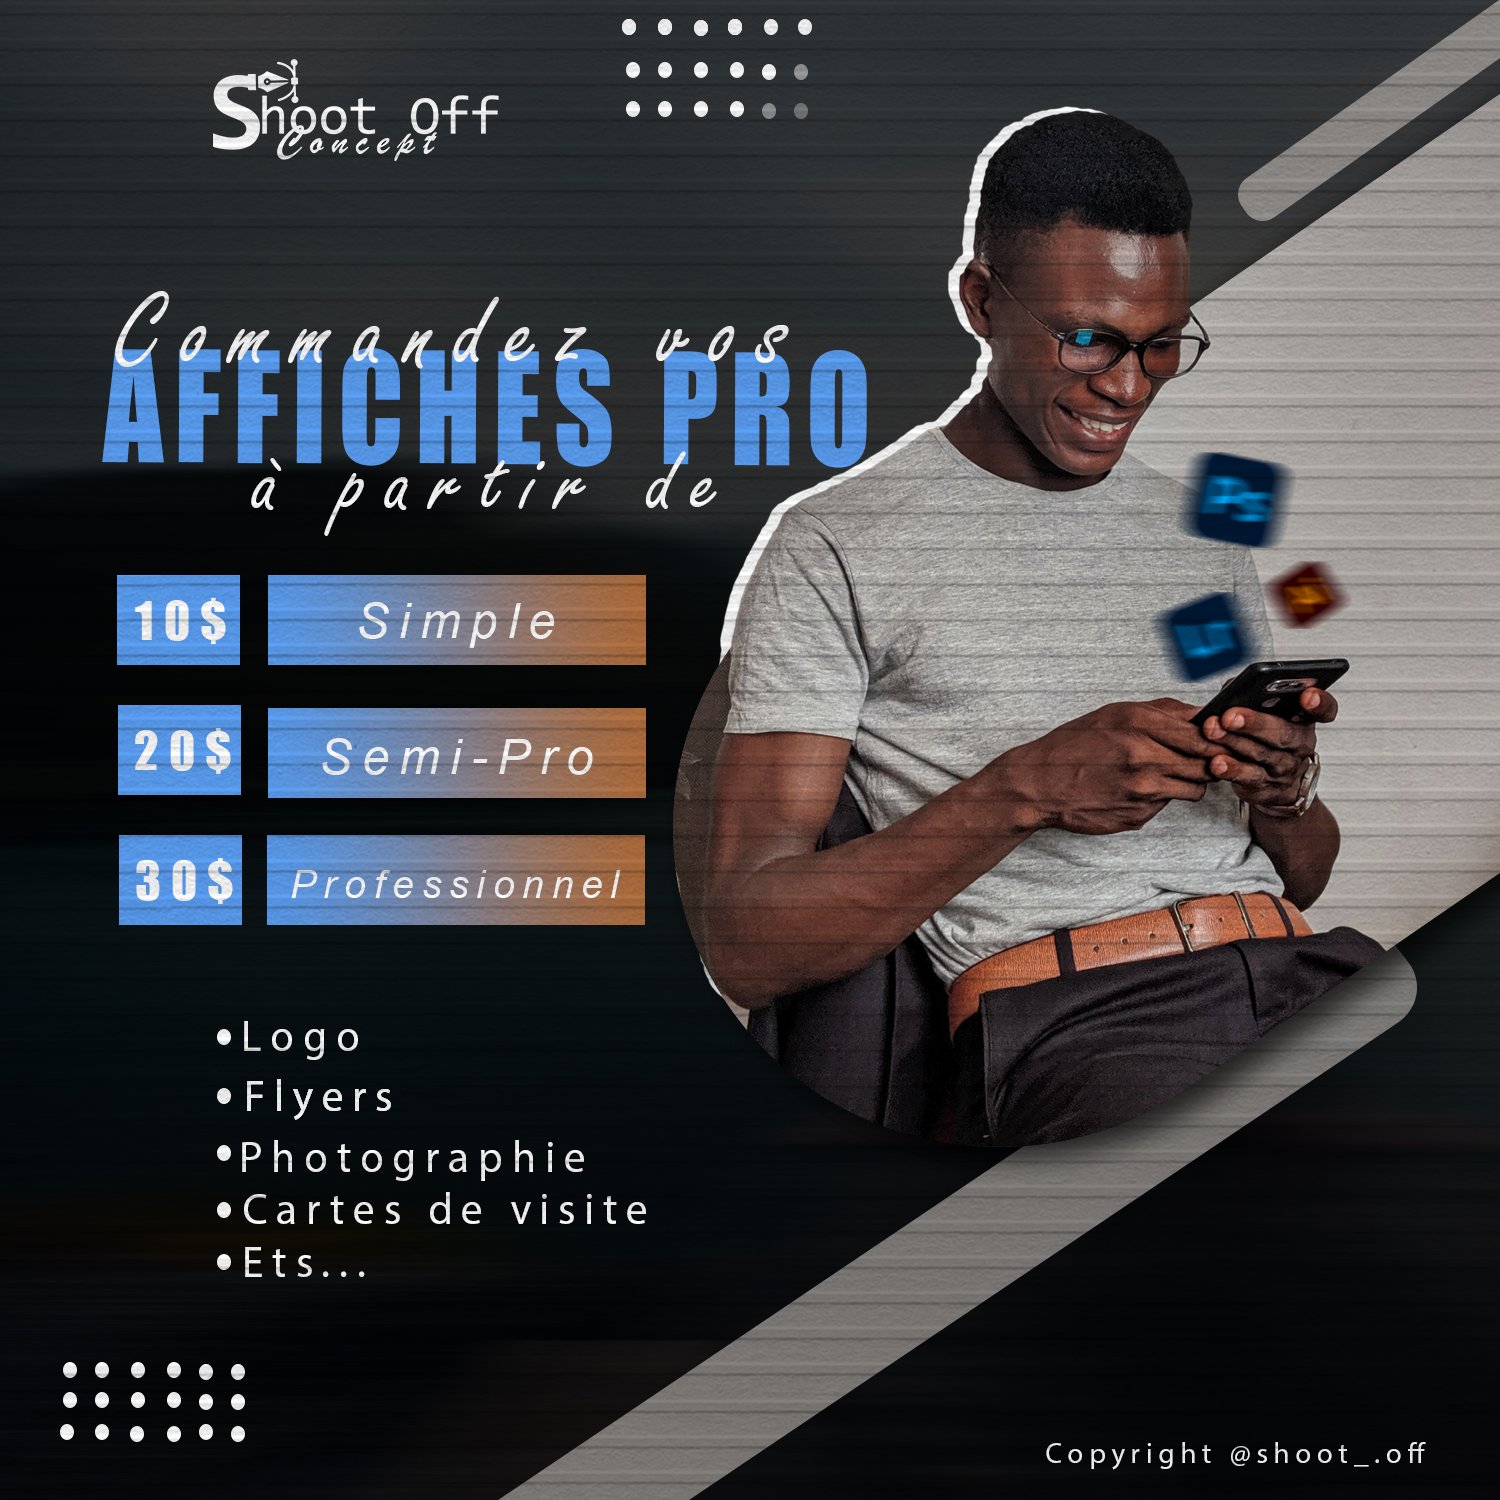 Shoot Off
Concept
Commandez vos
AFFICHES PRO
à partir de
10$ Simple
20$ Semi-Pro
30$ Professionnel
•Logo
•Flyers
•Photographie
•Cartes de visite
•Ets...
Ps
Copyright @shoot_.off